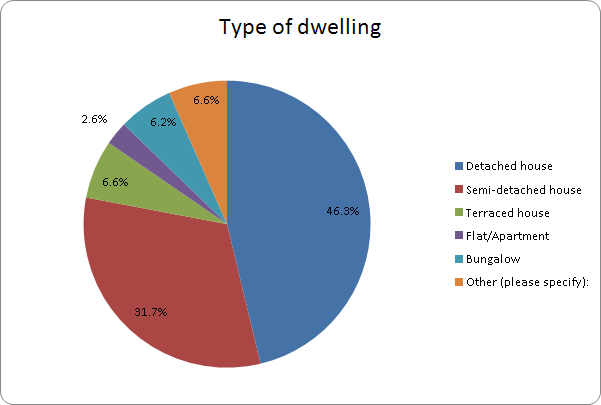 Type of dwelling
6.6%
2.6%
6.2%
6.6%
46.3%
31.7%
Detached house
Semi-detached house
Terraced house
Flat/Apartment
Bungalow
Other (please specify):